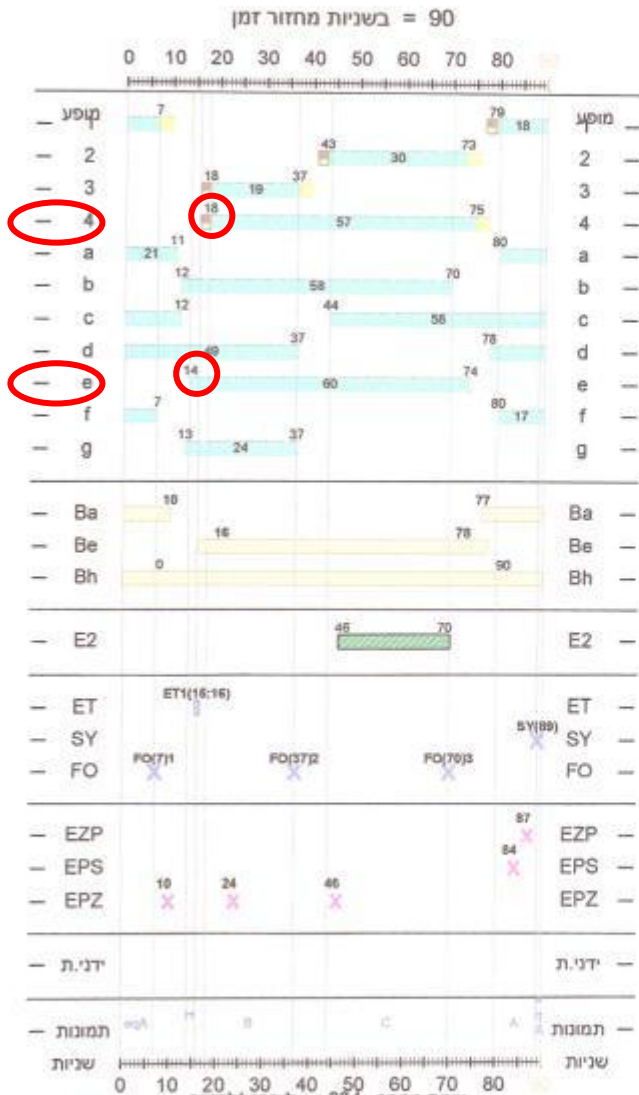 90 = בשניות מחזור זמן
0 10 20 30 40 50 60 70 80
מופע מופע
— 1 7 79 18 1 —
— 2 43 30 73 2 —
— 3 18 19 37 3 —
— 4 18 57 75 4 —
— a 21 11 80 a —
— b 12 58 70 b —
— c 12 44 58 c —
— d 49 37 78 d —
— e 14 60 74 e —
— f 7 80 17 f —
— g 13 24 37 g —
— Ba 10 77 Ba —
— Be 16 78 Be —
— Bh 0 90 Bh —
— E2 46 70 E2 —
— ET ET1(16:16) ET —
— SY SY(89) SY —
— FO FO(7)1 FO(37)2 FO(70)3 FO —
— EZP 87 EZP —
— EPS 84 EPS —
— EPZ 10 24 46 EPZ —
— ידני.ת ידני.ת —
— תמונות eqA H B C A תמונות —
שניות שניות
0 10 20 30 40 50 60 70 80